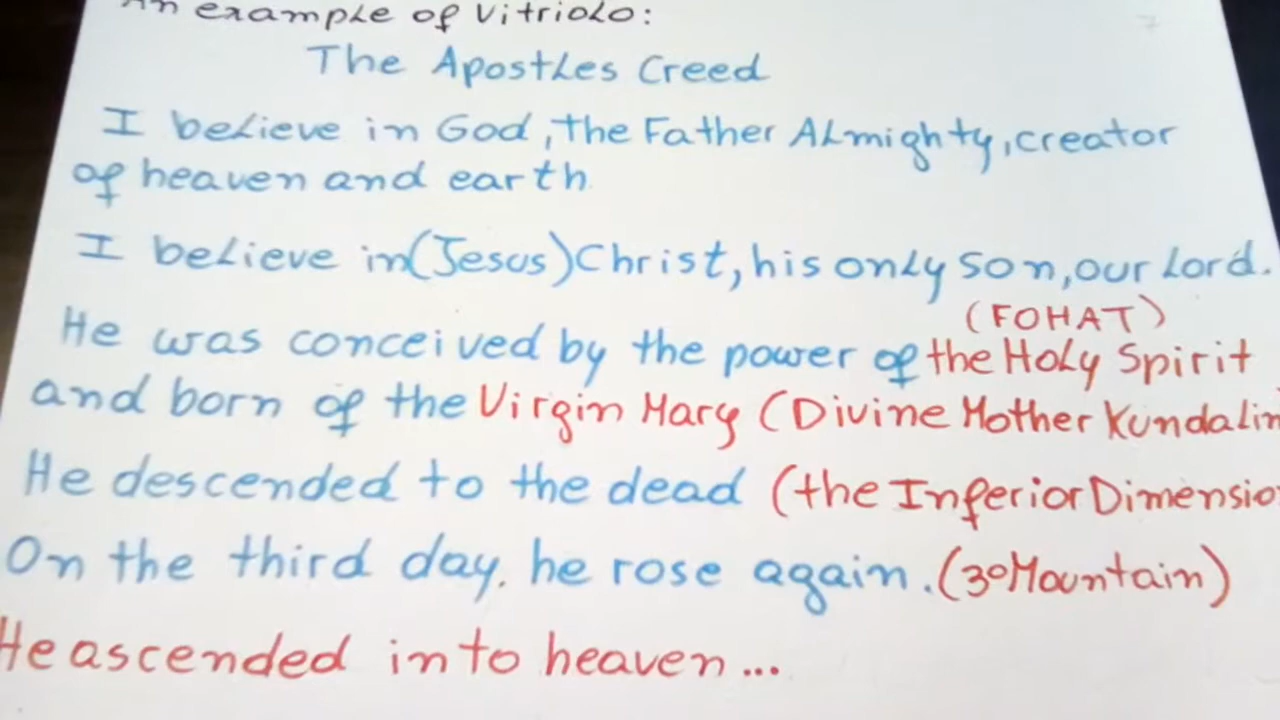 An example of Vitriolo:
The Apostles Creed
I believe in God, the Father Almighty, creator
of heaven and earth
I believe in (Jesus) Christ, his only son, our Lord.
(FOHAT)
He was conceived by the power of the Holy Spirit
and born of the Virgin Mary (Divine Mother Kundalin
He descended to the dead (the Inferior Dimensio
On the third day. he rose again. (3º Mountain)
He ascended into heaven...